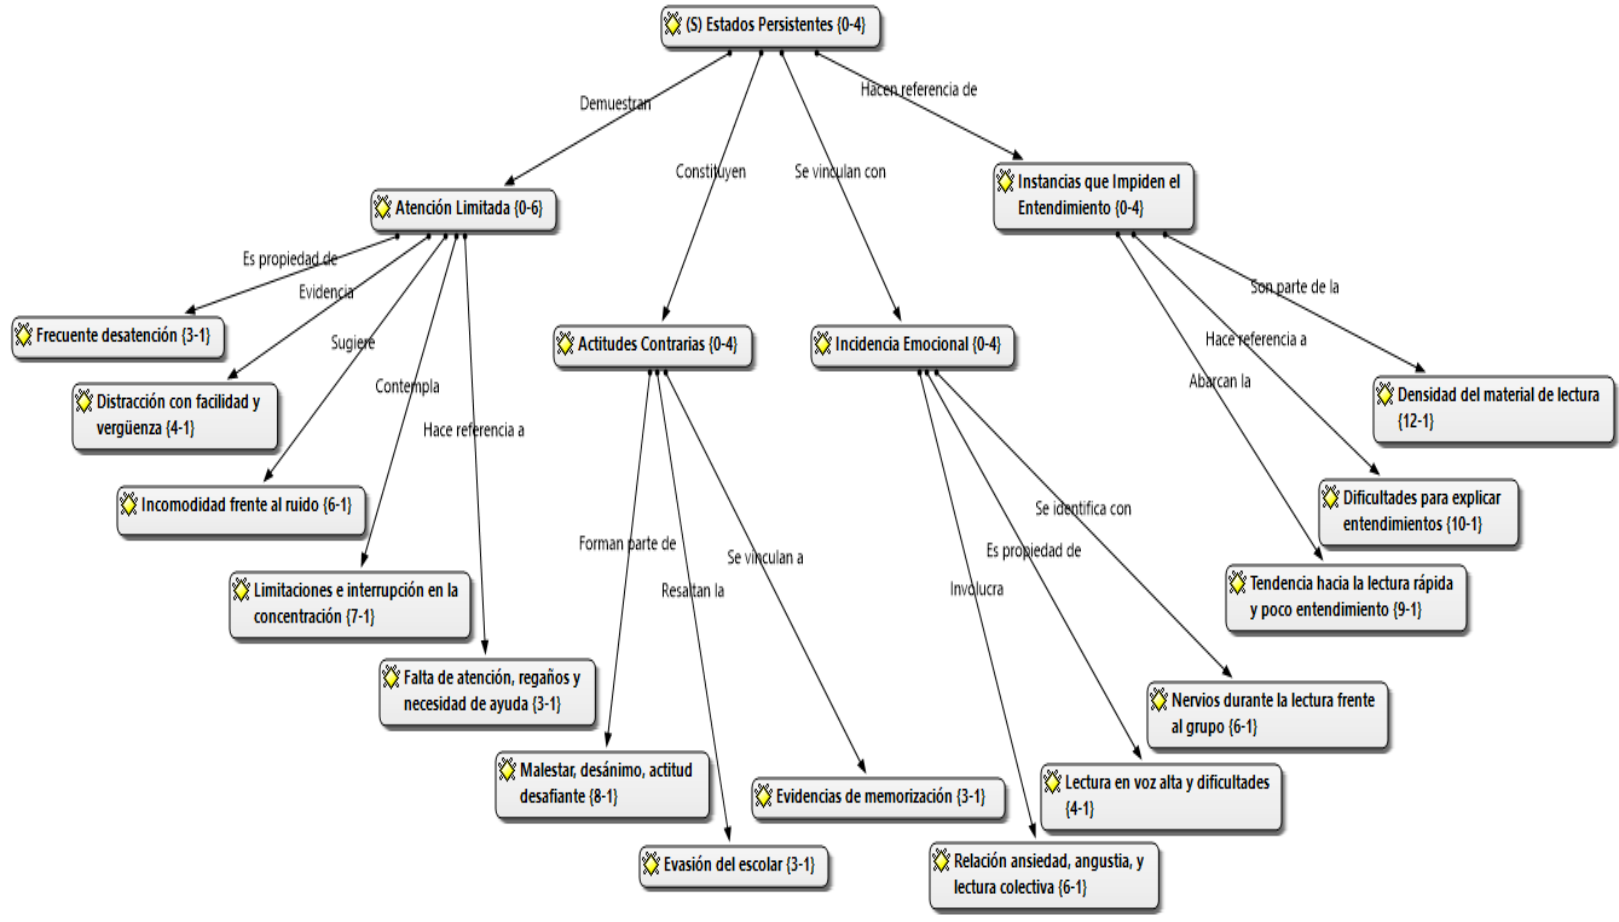 (S) Estados Persistentes {0-4}
Hacen referencia de
Demuestran
Constituyen
Se vinculan con
Instancias que Impiden el
Entendimiento {0-4}
Atención Limitada {0-6}
Es propiedad de
Evidencia
Sugiere
Contempla
Hace referencia a
Son parte de la
Hace referencia a
Abarcan la
Frecuente desatención {3-1}
Actitudes Contrarias {0-4}
Incidencia Emocional {0-4}
Distracción con facilidad y
vergüenza {4-1}
Densidad del material de lectura
{12-1}
Incomodidad frente al ruido {6-1}
Dificultades para explicar
entendimientos {10-1}
Forman parte de
Resaltan la
Se vinculan a
Se identifica con
Es propiedad de
Involucra
Limitaciones e interrupción en la
concentración {7-1}
Tendencia hacia la lectura rápida
y poco entendimiento {9-1}
Falta de atención, regaños y
necesidad de ayuda {3-1}
Nervios durante la lectura frente
al grupo {6-1}
Malestar, desánimo, actitud
desafiante {8-1}
Evidencias de memorización {3-1}
Lectura en voz alta y dificultades
{4-1}
Evasión del escolar {3-1}
Relación ansiedad, angustia, y
lectura colectiva {6-1}